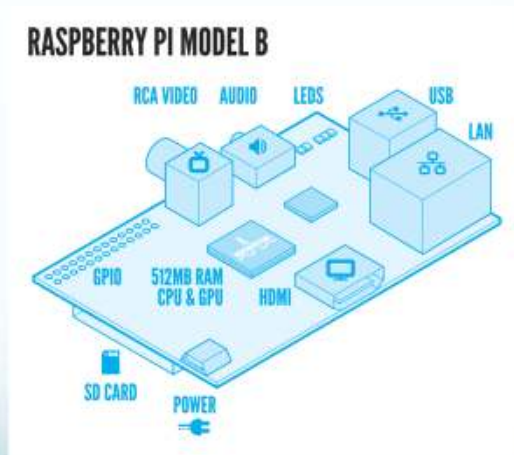 RASPBERRY PI MODEL B
RCA VIDEO
AUDIO
LEDS
USB
LAN
GPIO
512MB RAM
CPU & GPU
HDMI
SD CARD
POWER